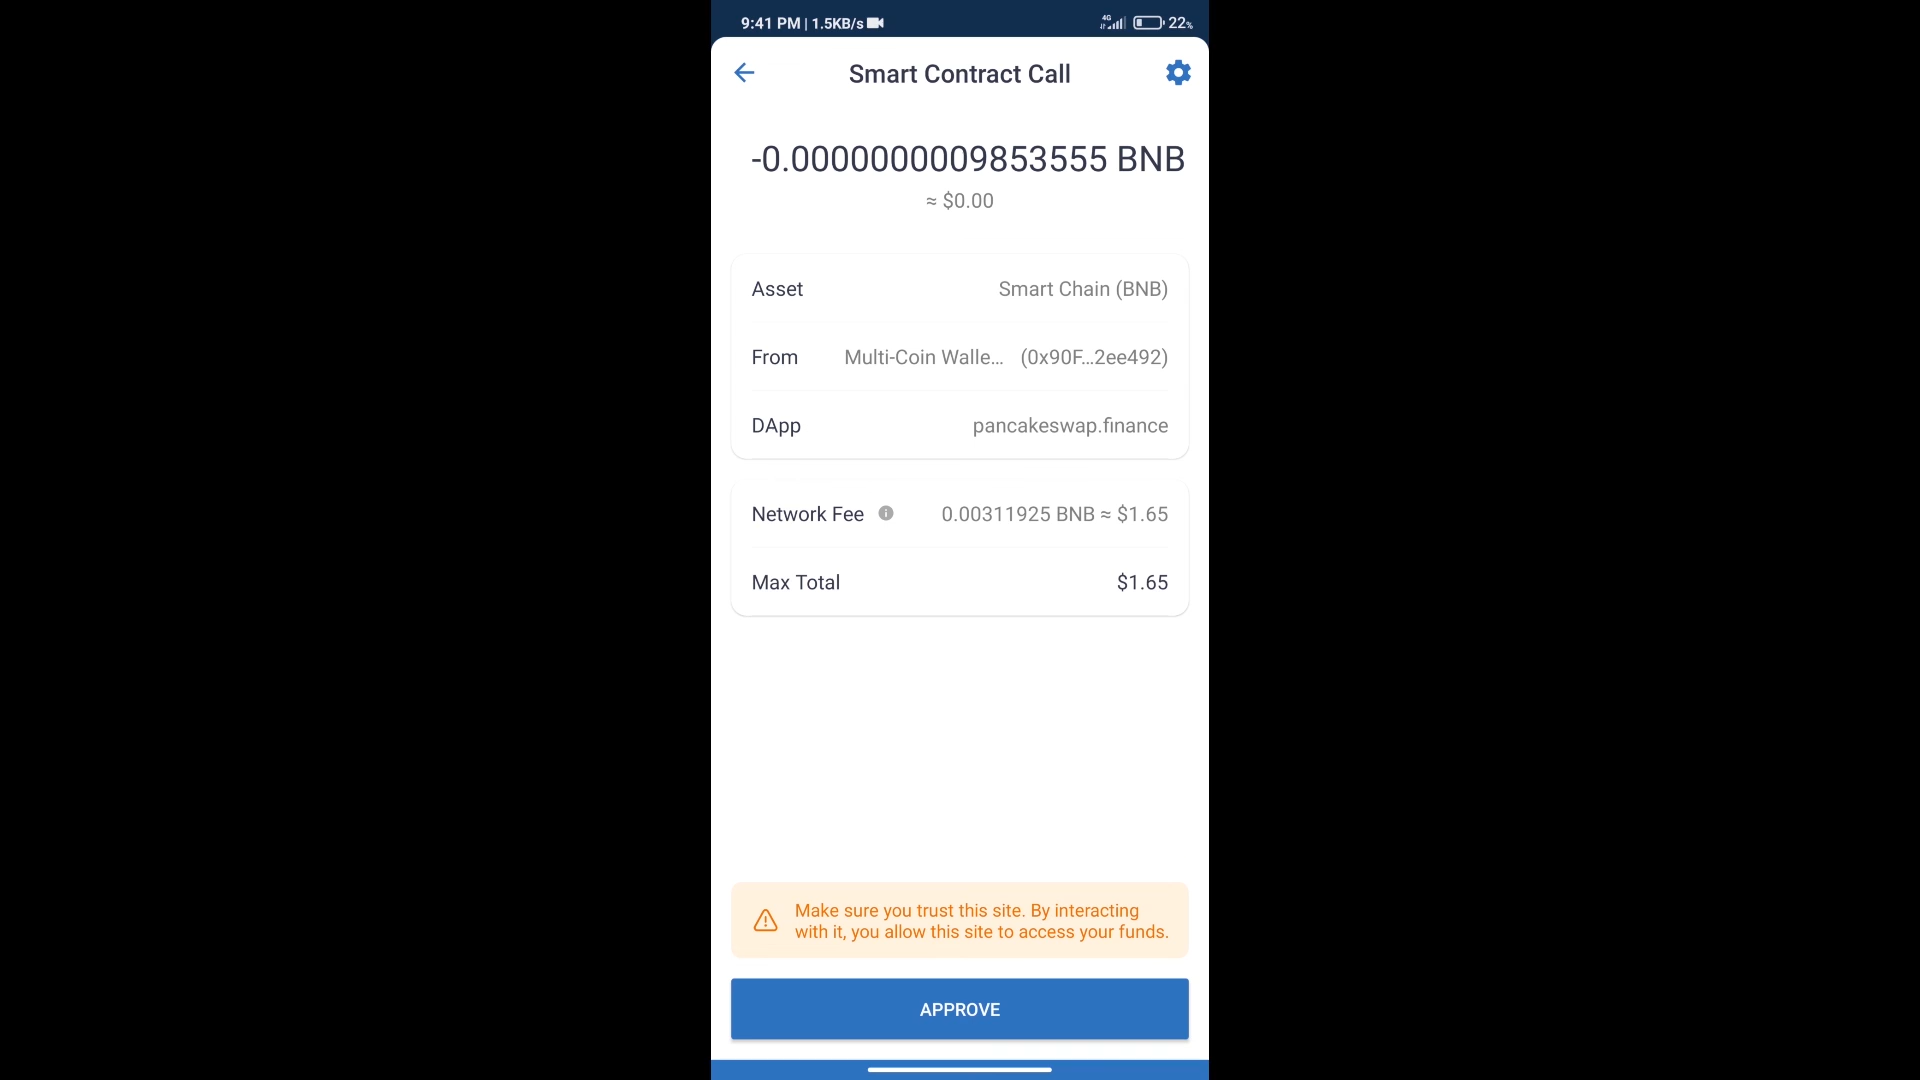 9:41 PM | 1.5KB/s 4G 22%
Smart Contract Call
-0.0000000009853555 BNB
≈ $0.00
Asset Smart Chain (BNB)
From Multi-Coin Walle... (0x90F...2ee492)
DApp pancakeswap.finance
Network Fee 0.00311925 BNB ≈ $1.65
Max Total $1.65
Make sure you trust this site. By interacting
with it, you allow this site to access your funds.
APPROVE